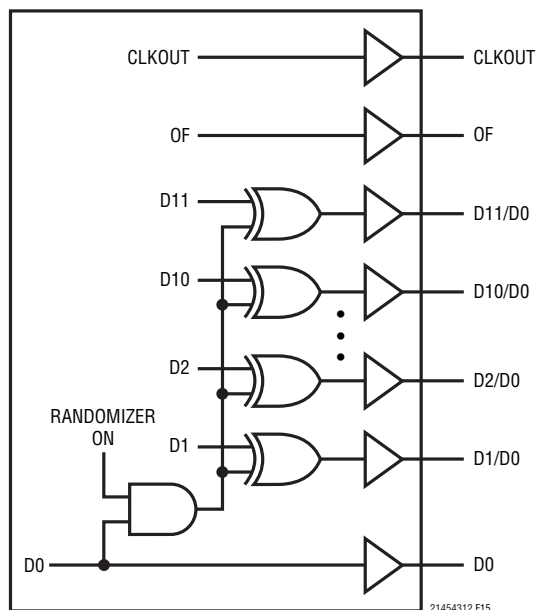 CLKOUT
CLKOUT
OF
OF
D11
D11/D0
D10
D10/D0
D2
D2/D0
RANDOMIZER
ON
D1
D1/D0
D0
D0
21454312 F15